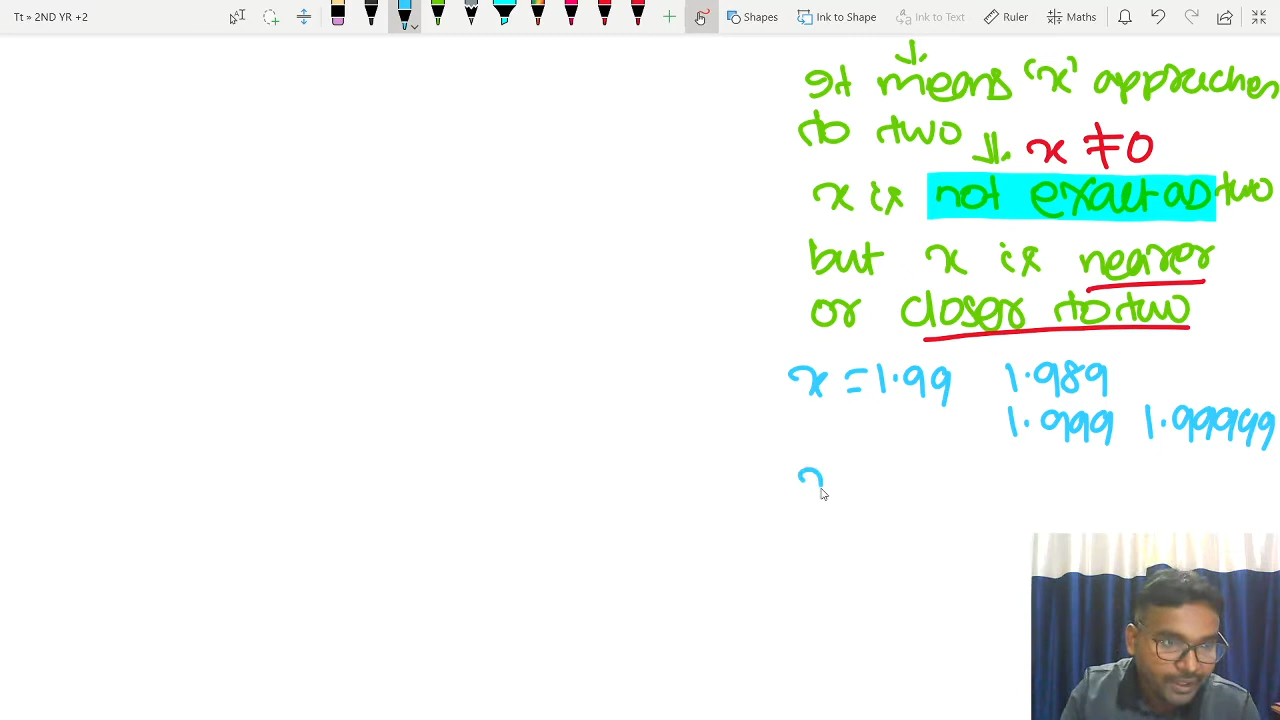 Tt » 2ND YR +2
Shapes
Ink to Shape
Ink to Text
Ruler
Maths
It means 'x' approaches
to two x ≠ 0
x is not exact as two
but x is nearer
or closer to two
x = 1.99 1.989
1.999 1.99999